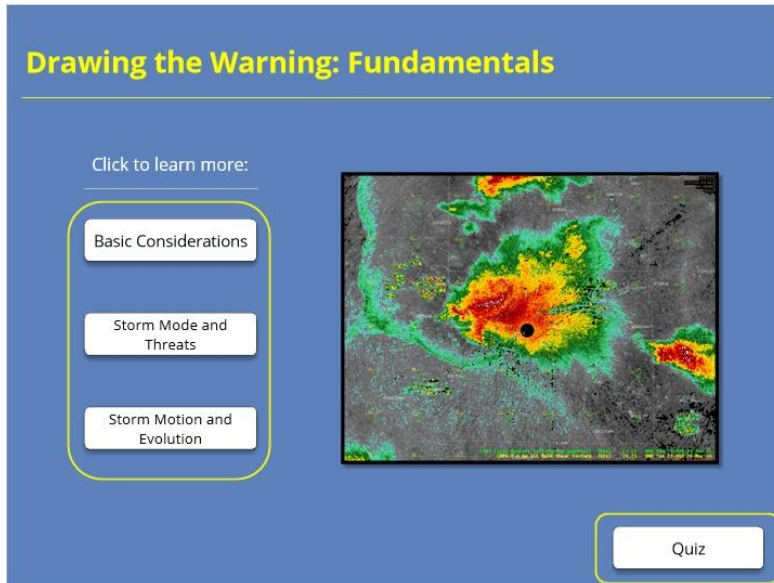 Drawing the Warning: Fundamentals
Click to learn more:
Basic Considerations
Storm Mode and
Threats
Storm Motion and
Evolution
Quiz